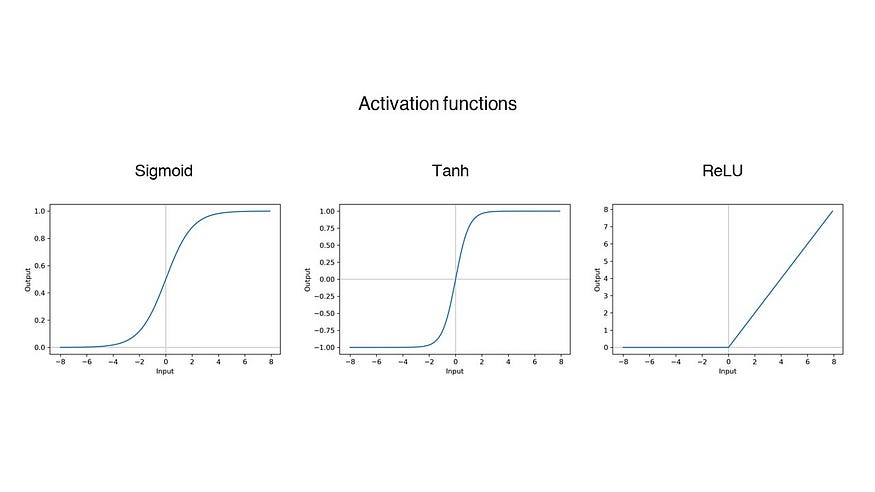 Activation functions
Sigmoid
Tanh
ReLU
1.0
0.8
0.6
0.4
0.2
0.0
Output
−8 −6 −4 −2 0 2 4 6 8
Input
1.00
0.75
0.50
0.25
0.00
−0.25
−0.50
−0.75
−1.00
Output
−8 −6 −4 −2 0 2 4 6 8
Input
8
7
6
5
4
3
2
1
0
Output
−8 −6 −4 −2 0 2 4 6 8
Input